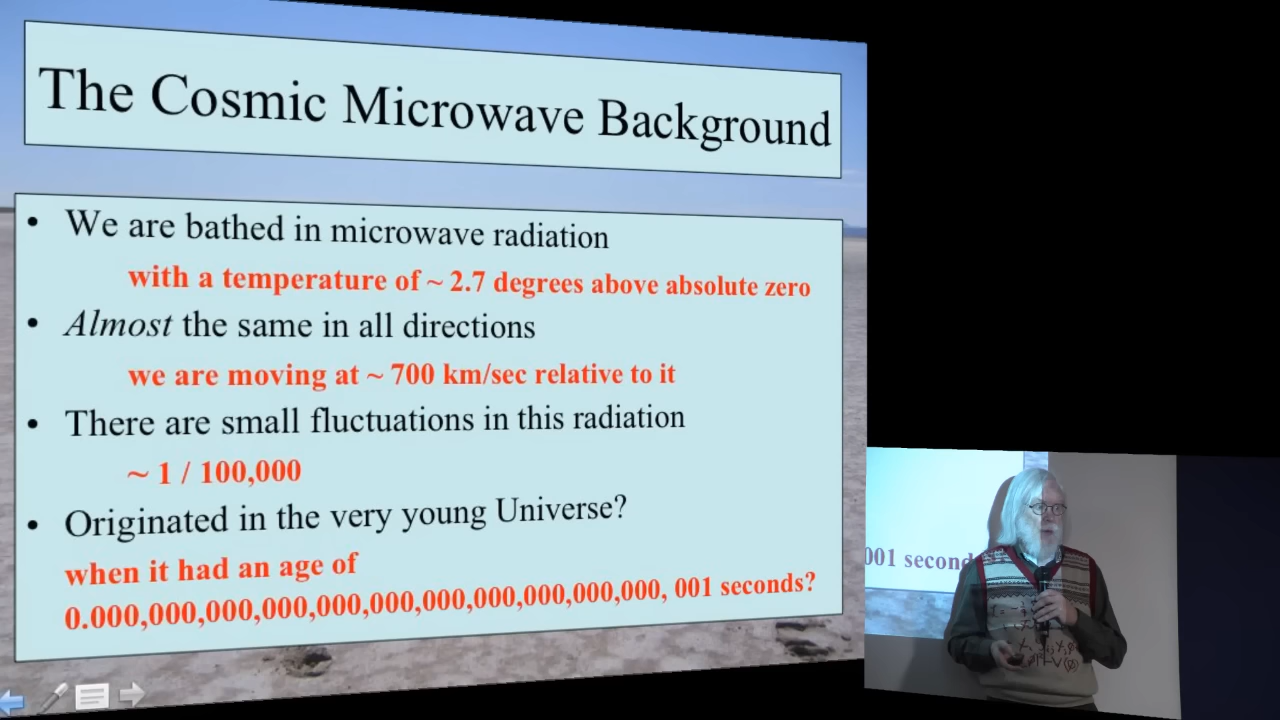 The Cosmic Microwave Background
• We are bathed in microwave radiation
with a temperature of ~ 2.7 degrees above absolute zero
• Almost the same in all directions
we are moving at ~ 700 km/sec relative to it
• There are small fluctuations in this radiation
~ 1 / 100,000
• Originated in the very young Universe?
when it had an age of
0.000,000,000,000,000,000,000,000,000,000,000, 001 seconds?
001 second